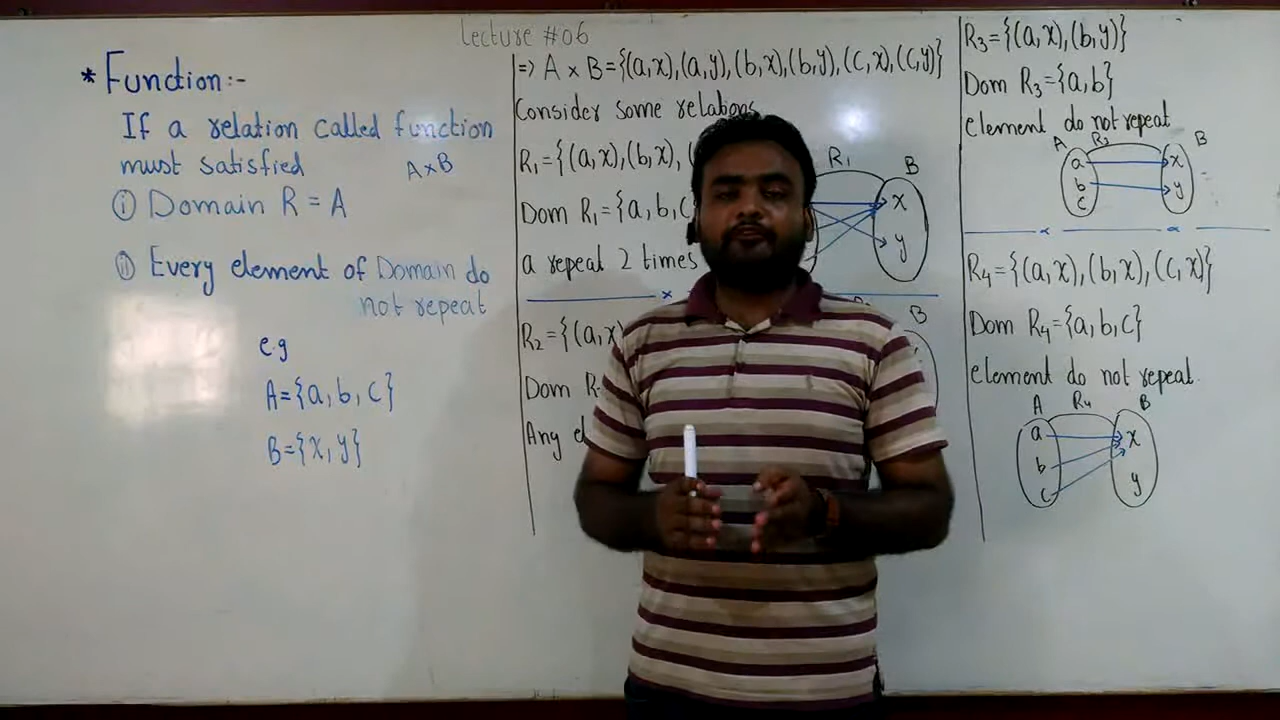 Lecture #06
* Function:-
If a relation called function
must satisfied A×B
(i) Domain R = A
(ii) Every element of Domain do
not repeat
e.g
A={a, b, c}
B={x, y}
=> A × B = {(a,x),(a,y),(b,x),(b,y),(c,x),(c,y)}
Consider some relations
R₁={(a,x),(b,x),(
Dom R₁={a,b,c
a repeat 2 times
R₁
B
x
y
R₂={(a,x)
Dom R
Any
B
R₃={(a,x),(b,y)}
Dom R₃={a,b}
element do not repeat
A R₃ B
a x
b y
c
R₄={(a,x),(b,x),(c,x)}
Dom R₄={a,b,c}
element do not repeat.
A R₄ B
a x
b
c y